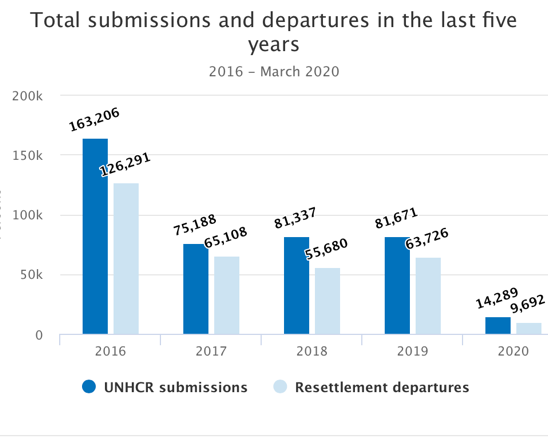 Total submissions and departures in the last five
years
2016 – March 2020
200k
163,206
150k
126,291
100k
81,337
81,671
75,188
65,108
63,726
55,680
50k
14,289
9,692
0
2016 2017 2018 2019 2020
UNHCR submissions Resettlement departures